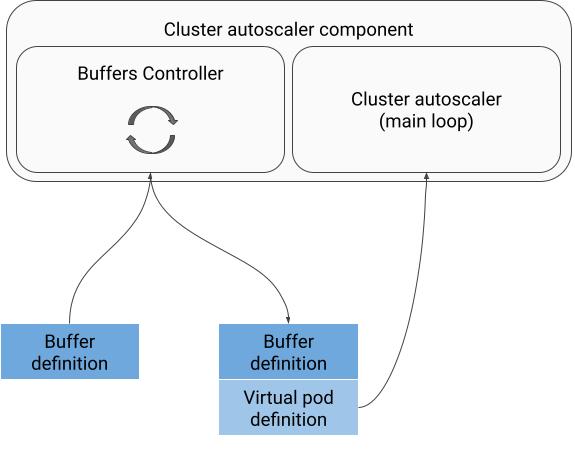 Cluster autoscaler component
Buffers Controller
Cluster autoscaler
(main loop)
Buffer
definition
Buffer
definition
Virtual pod
definition